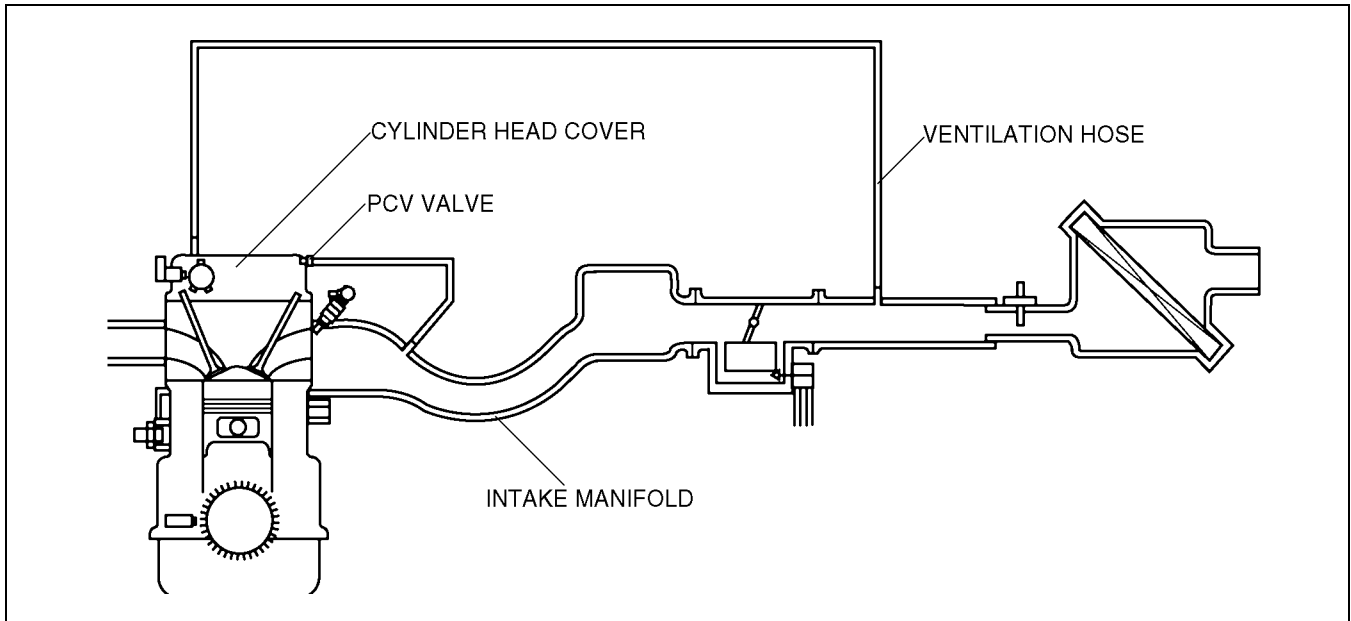 CYLINDER HEAD COVER
VENTILATION HOSE
PCV VALVE
INTAKE MANIFOLD